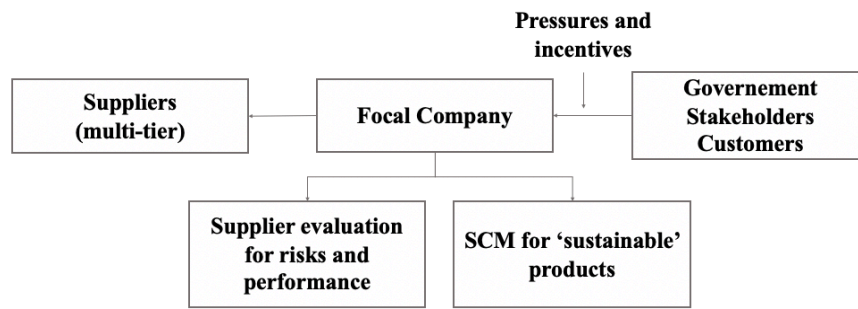 Pressures and
incentives
Suppliers
(multi-tier)
Focal Company
Governement
Stakeholders
Customers
Supplier evaluation
for risks and
performance
SCM for ‘sustainable’
products